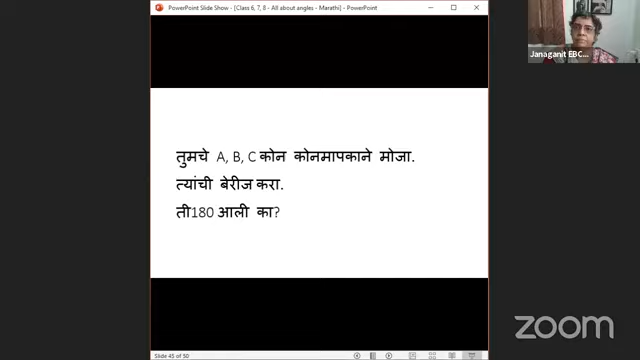 PowerPoint Slide Show - [Class 6, 7, 8 - All about angles - Marathi] - PowerPoint
Janaganit EBC...
तुमचे A, B, C कोन कोनमापकाने मोजा.
त्यांची बेरीज करा.
ती180 आली का?
zoom
Slide 45 of 50